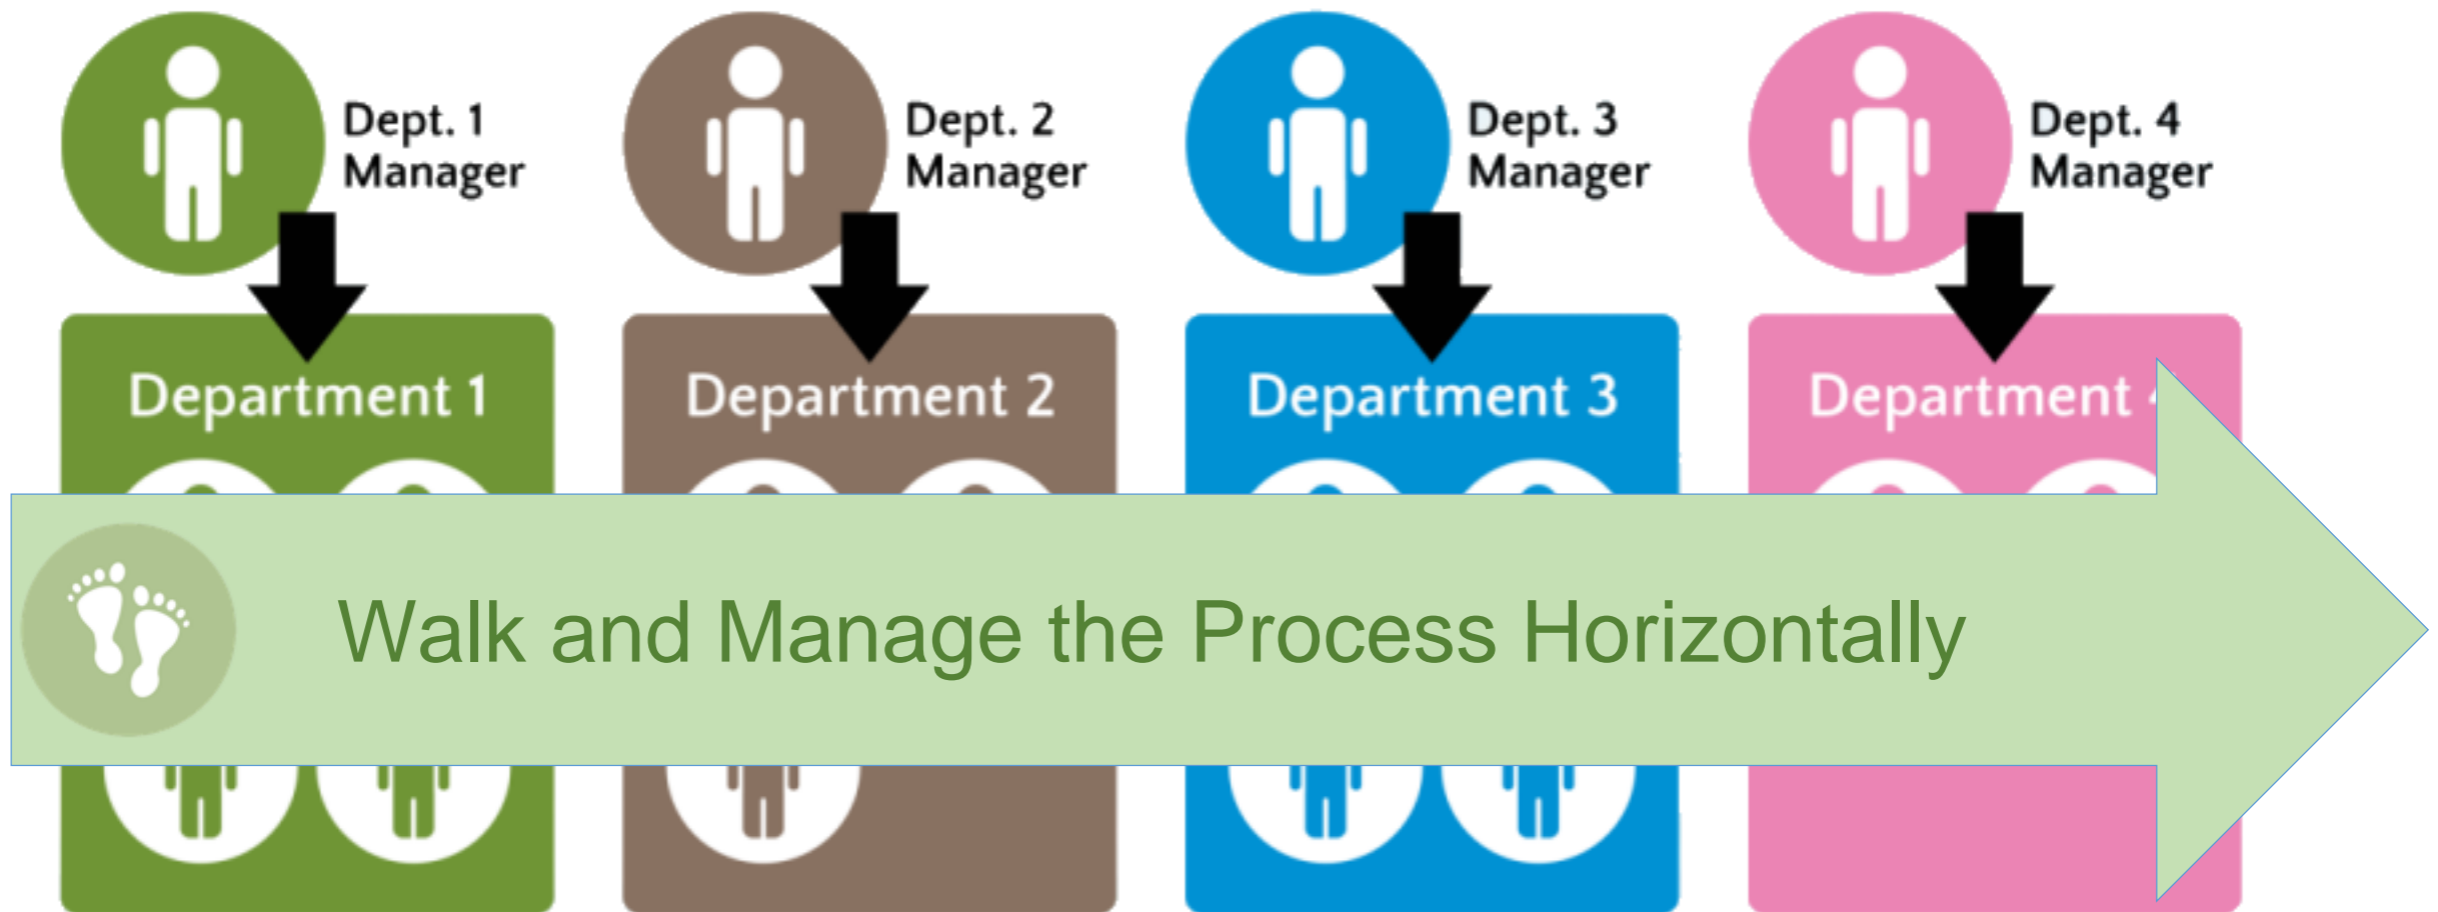 Dept. 1
Manager
Dept. 2
Manager
Dept. 3
Manager
Dept. 4
Manager
Department 1
Department 2
Department 3
Department
Walk and Manage the Process Horizontally